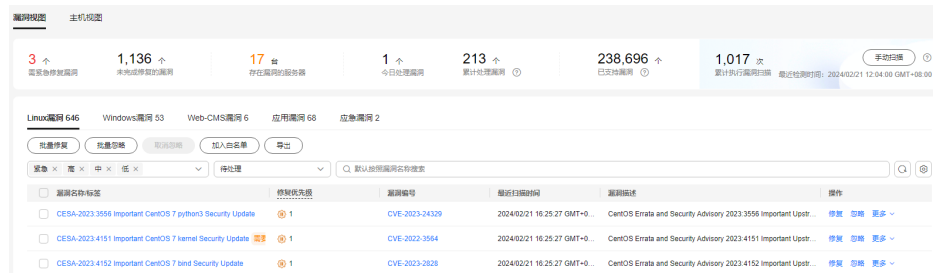 漏洞视图 主机视图
3 个 1,136 个 17 台 1 个 213 个 238,696 个 1,017 次 手动扫描
需紧急修复漏洞 未完成修复的漏洞 存在漏洞的服务器 今日处理漏洞 累计处理漏洞 已支持漏洞 累计执行漏洞扫描 最近检测时间：2024/02/21 12:04:00 GMT+08:00
Linux漏洞 646 Windows漏洞 53 Web-CMS漏洞 6 应用漏洞 68 应急漏洞 2
批量修复 批量忽略 取消忽略 加入白名单 导出
紧急 × 高 × 中 × 低 × 待处理 默认按照漏洞名称搜索
漏洞名称/标签 修复优先级 漏洞编号 最近扫描时间 漏洞描述 操作
CESA-2023:3556 Important CentOS 7 python3 Security Update 1 CVE-2023-24329 2024/02/21 16:25:27 GMT+0... CentOS Errata and Security Advisory 2023:3556 Important Upstr... 修复 忽略 更多
CESA-2023:4151 Important CentOS 7 kernel Security Update 1 CVE-2022-3564 2024/02/21 16:25:27 GMT+0... CentOS Errata and Security Advisory 2023:4151 Important Upstr... 修复 忽略 更多
CESA-2023:4152 Important CentOS 7 bind Security Update 1 CVE-2023-2828 2024/02/21 16:25:27 GMT+0... CentOS Errata and Security Advisory 2023:4152 Important Upstr... 修复 忽略 更多